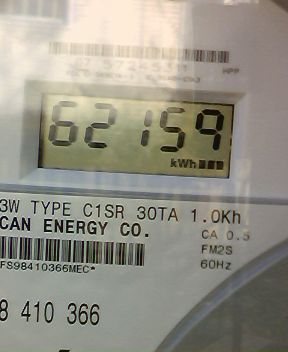 62159
kWh
3W TYPE C1SR 30TA 1.0Kh
CAN ENERGY CO.
CA 0.5
FM2S
FS98410366MEC*
60Hz
8 410 366